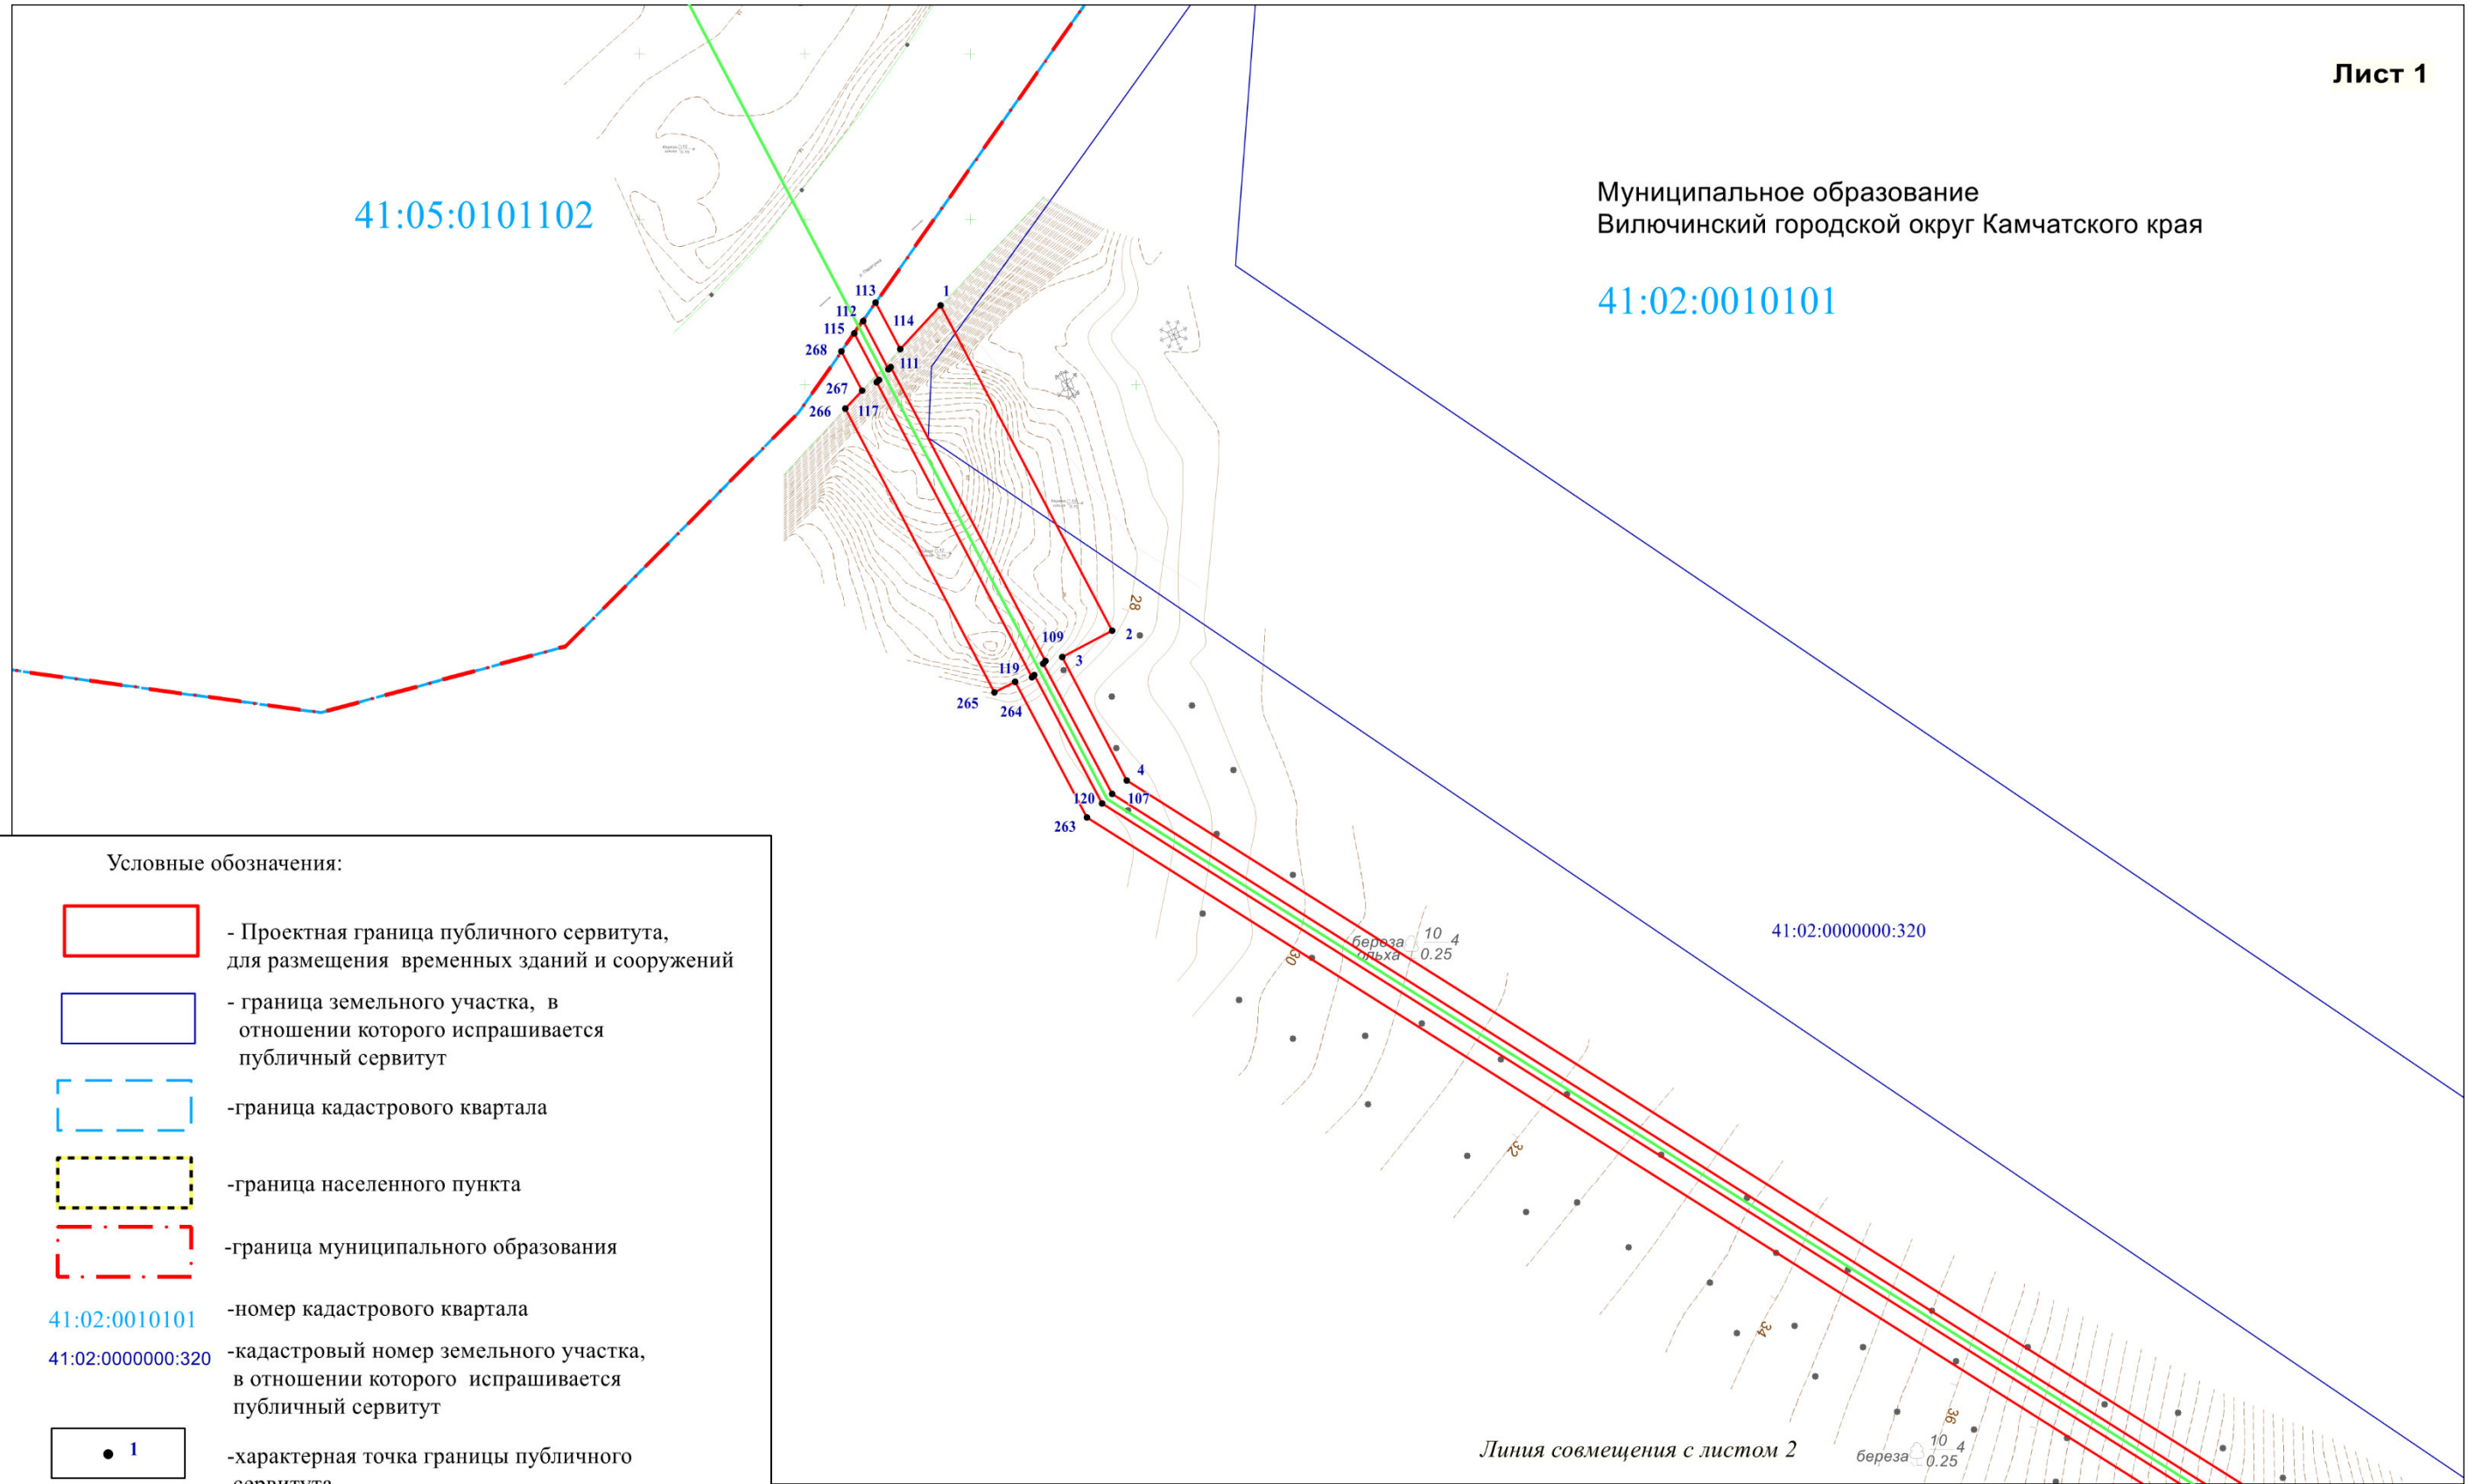 Лист 1
41:05:0101102
Муниципальное образование
Вилючинский городской округ Камчатского края
41:02:0010101
113
1
112
114
115
268
111
267
266
117
28
109
2
3
119
265
264
4
120
107
263
береза 10 4
ольха 0.25
30
41:02:0000000:320
32
34
36
береза 10 4
0.25
Линия совмещения с листом 2
Условные обозначения:
- Проектная граница публичного сервитута,
для размещения временных зданий и сооружений
- граница земельного участка, в
отношении которого испрашивается
публичный сервитут
-граница кадастрового квартала
-граница населенного пункта
-граница муниципального образования
41:02:0010101 -номер кадастрового квартала
41:02:0000000:320 -кадастровый номер земельного участка,
в отношении которого испрашивается
публичный сервитут
1 -характерная точка границы публичного
сервитута